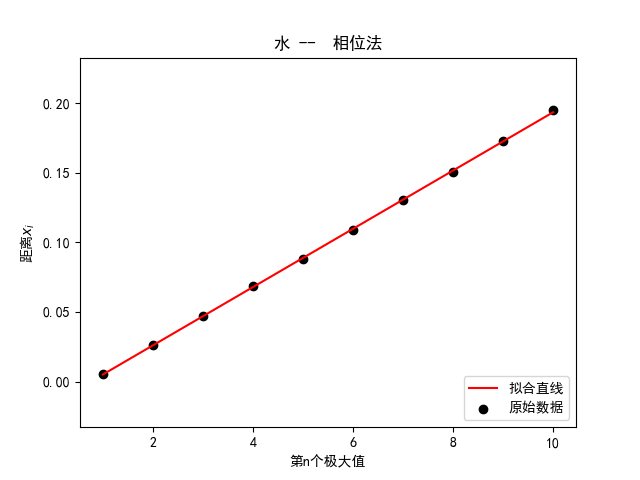 水 -- 相位法
0.20
0.15
0.10
0.05
0.00
距离xi
2 4 6 8 10
第n个极大值
拟合直线
原始数据